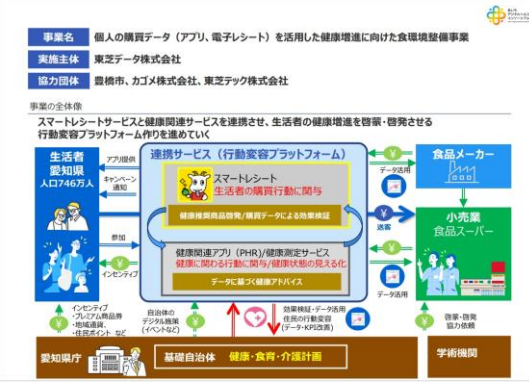 事業名
個人の購買データ（アプリ、電子レシート）を活用した健康増進に向けた食環境整備事業
実施主体
東芝データ株式会社
協力団体
豊橋市、カゴメ株式会社、東芝テック株式会社
事業の全体像
スマートレシートサービスと健康関連サービスを連携させ、生活者の健康増進を啓蒙・啓発させる
行動変容プラットフォーム作りを進めていく
生活者
愛知県
人口746万人
アプリ提供
キャンペーン
通知
参加
インセンティブ
連携サービス（行動変容プラットフォーム）
スマートレシート
生活者の購買行動に関与
健康推奨商品啓発/購買データによる効果検証
健康関連アプリ（PHR）/健康測定サービス
健康に関わる行動に関与/健康状態の見える化
データに基づく健康アドバイス
データ活用
食品メーカー
送客
小売業
食品スーパー
データ活用
インセンティブ
・プレミアム商品券
・地域通貨、
・住民ポイント など
自治体の
デジタル施策
（イベントなど）
効果検証・データ活用
住民の行動変容
（データ・KPI改善）
啓蒙・啓発
協力依頼
愛知県庁
基礎自治体
健康・食育・介護計画
学術機関